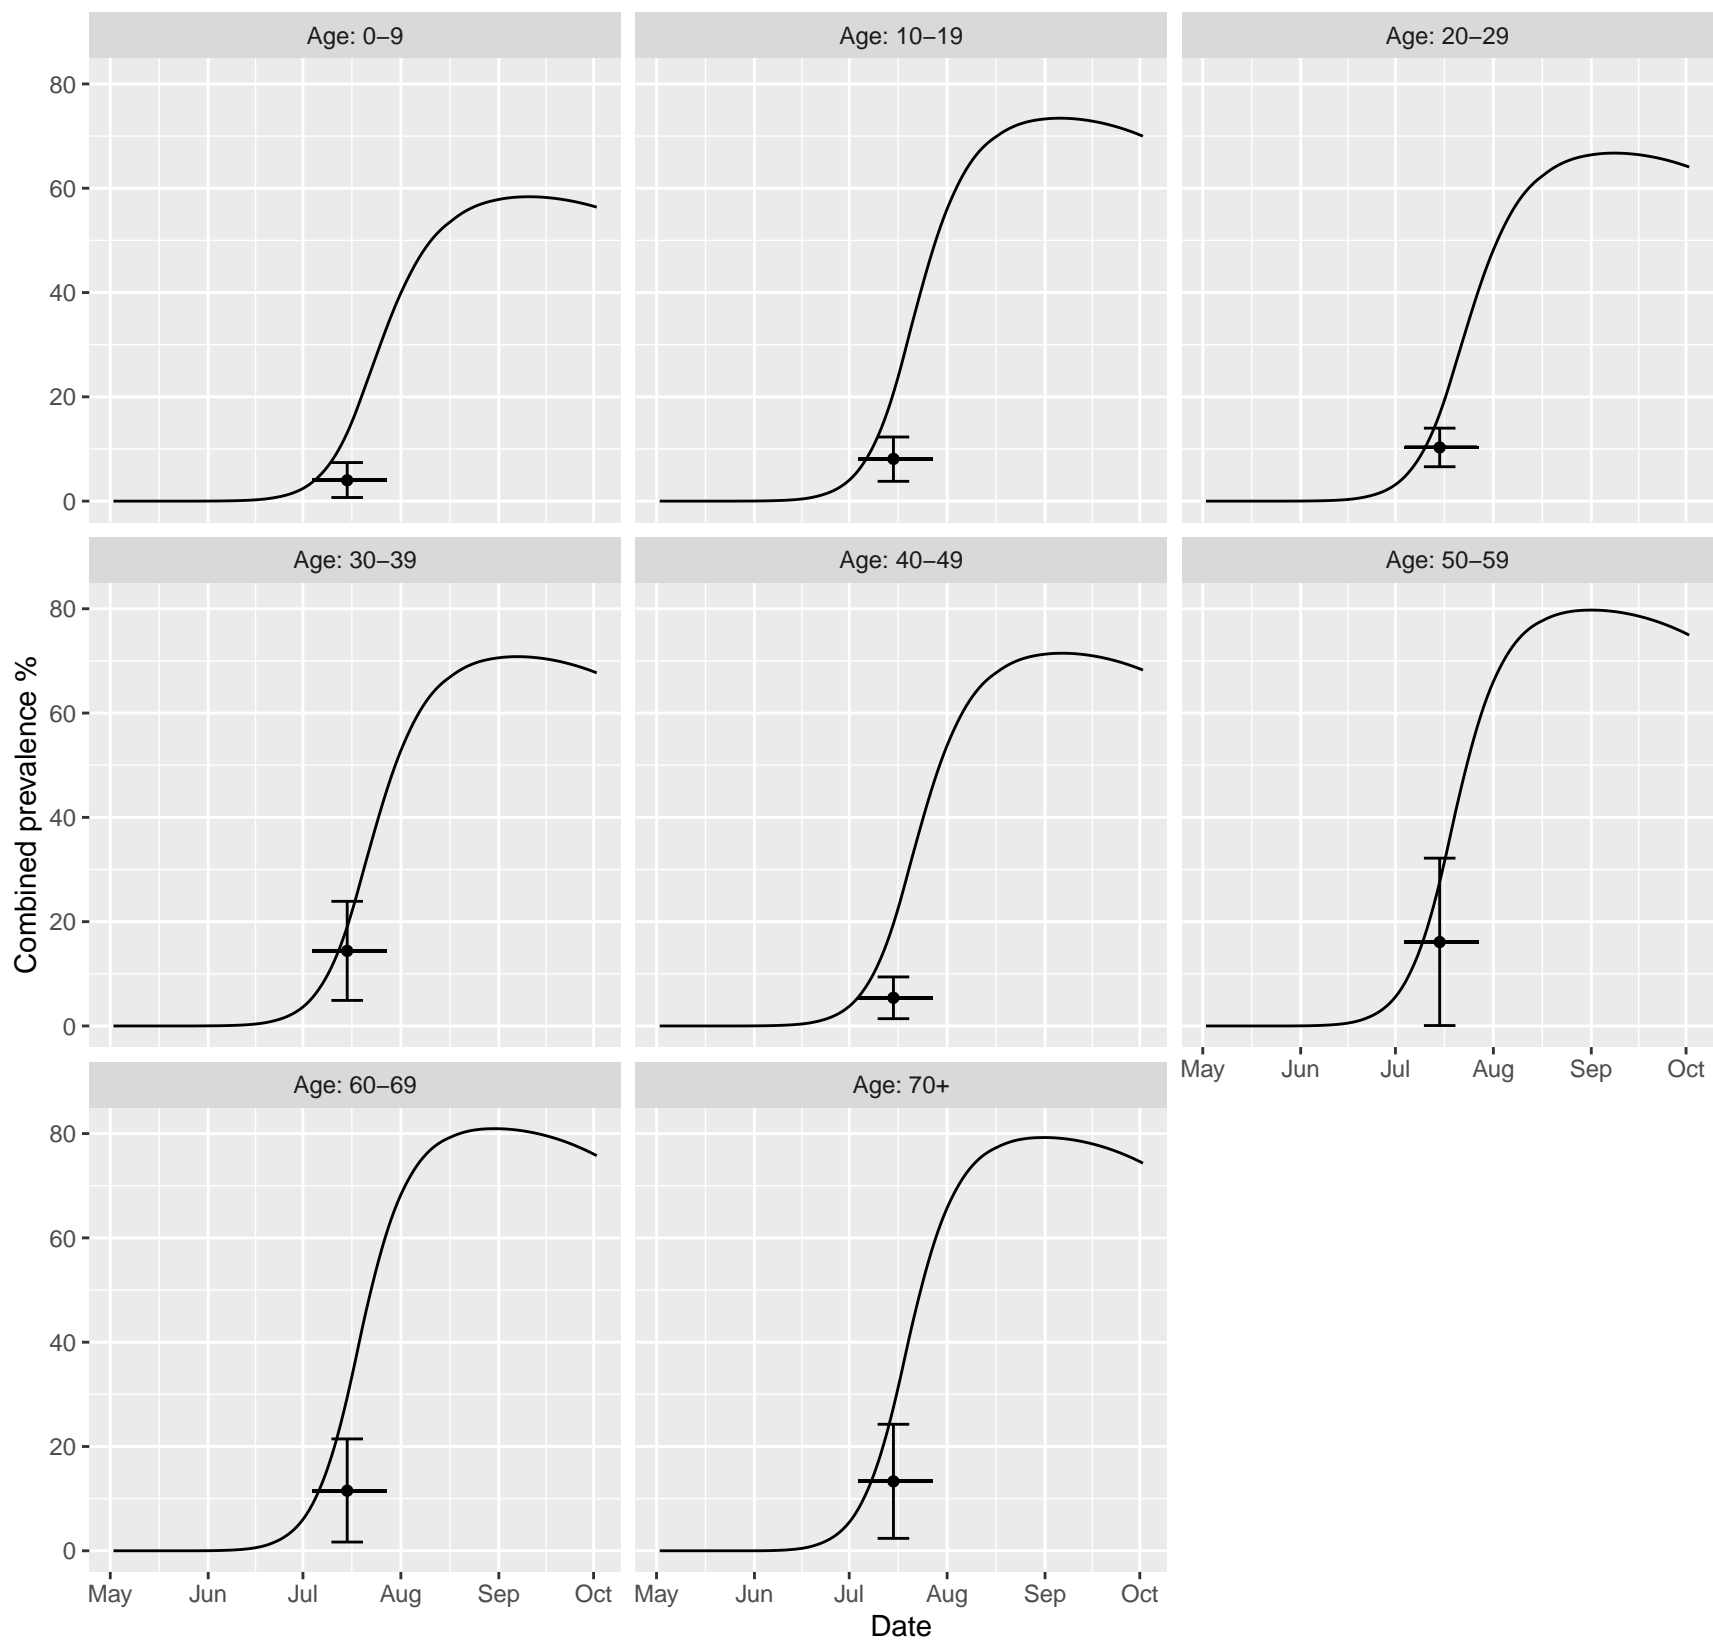 Age: 0–9
Age: 10–19
Age: 20–29
80
60
40
20
0
Age: 30–39
Age: 40–49
Age: 50–59
80
60
40
20
0
May Jun Jul Aug Sep Oct
Age: 60–69
Age: 70+
80
60
40
20
0
May Jun Jul Aug Sep Oct
May Jun Jul Aug Sep Oct
Date
Combined prevalence %